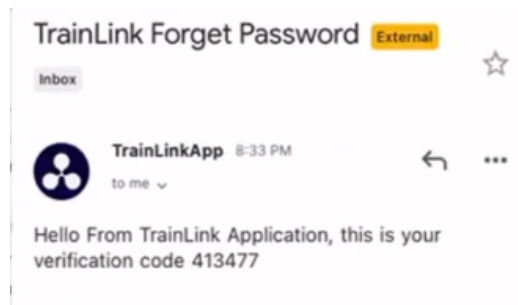 TrainLink Forget Password External
Inbox
TrainLinkApp 8:33 PM
to me
Hello From TrainLink Application, this is your
verification code 413477